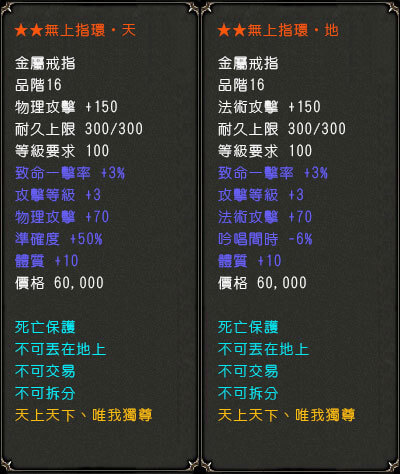 ★★無上指環·天
金屬戒指
品階16
物理攻擊 +150
耐久上限 300/300
等級要求 100
致命一擊率 +3%
攻擊等級 +3
物理攻擊 +70
準確度 +50%
體質 +10
價格 60,000
死亡保護
不可丟在地上
不可交易
不可拆分
天上天下、唯我獨尊
★★無上指環·地
金屬戒指
品階16
法術攻擊 +150
耐久上限 300/300
等級要求 100
致命一擊率 +3%
攻擊等級 +3
法術攻擊 +70
吟唱間時 -6%
體質 +10
價格 60,000
死亡保護
不可丟在地上
不可交易
不可拆分
天上天下、唯我獨尊